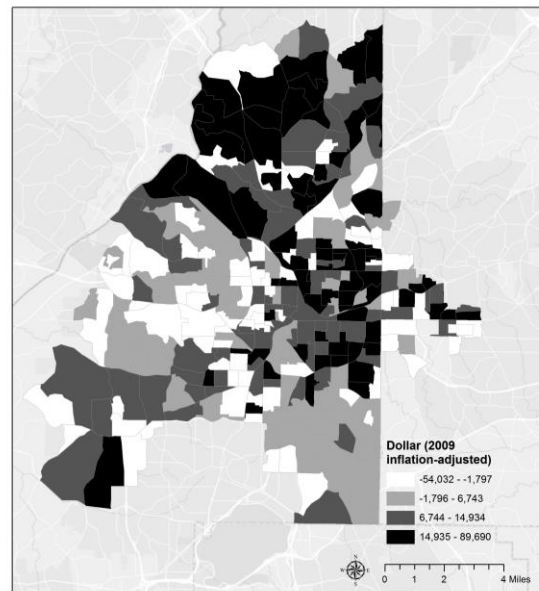 Dollar (2009
inflation-adjusted)
-54,032 - -1,797
-1,796 - 6,743
6,744 - 14,934
14,935 - 89,690
N
W E
S
0 1 2 4 Miles